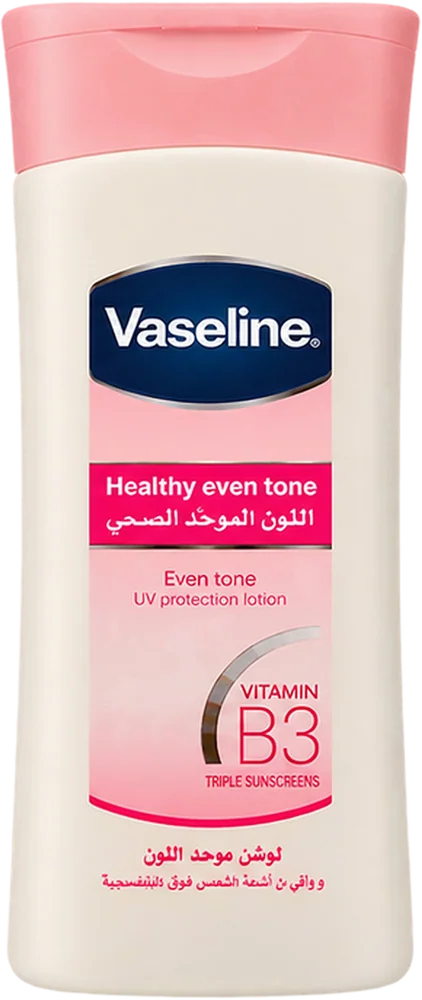 Vaseline®
Healthy even tone
اللون الموحَّد الصحي
Even tone
UV protection lotion
VITAMIN
B3
TRIPLE SUNSCREENS
لوشن موحد اللون
و واقي ن أشعة الشمس فوق